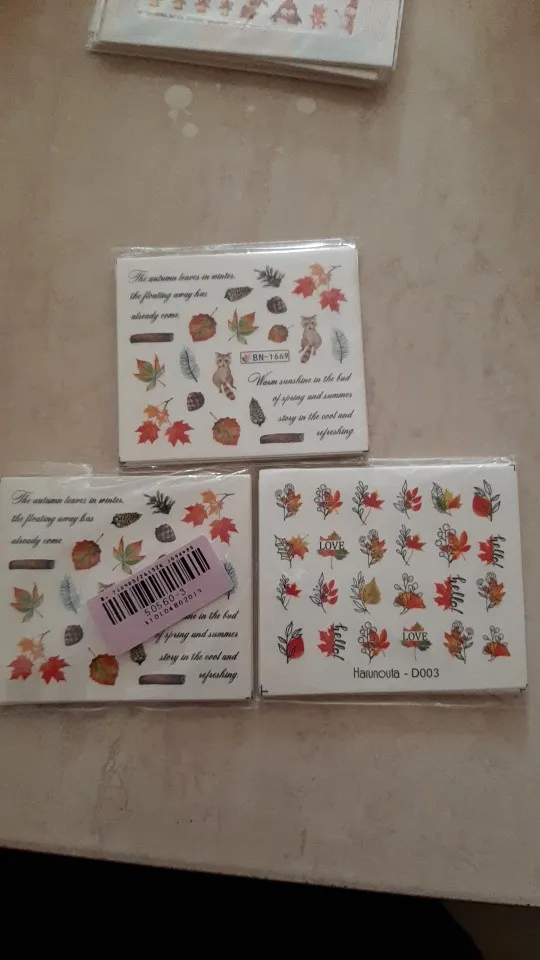 The autumn leaves in winter,
the floating away has
already come.
BN-1669
Warm sunshine in the bud
of spring and summer
story in the cool and
refreshing.
The autumn leaves in winter,
the floating away has
already come.
50550-3
ne in the bud
of spring and summer
story in the cool and
refreshing.
LOVE
hello!
hello!
hello!
LOVE
Harunouta - D003